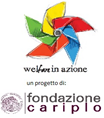 welfare in azione
un progetto di:
fondazione
cariplo